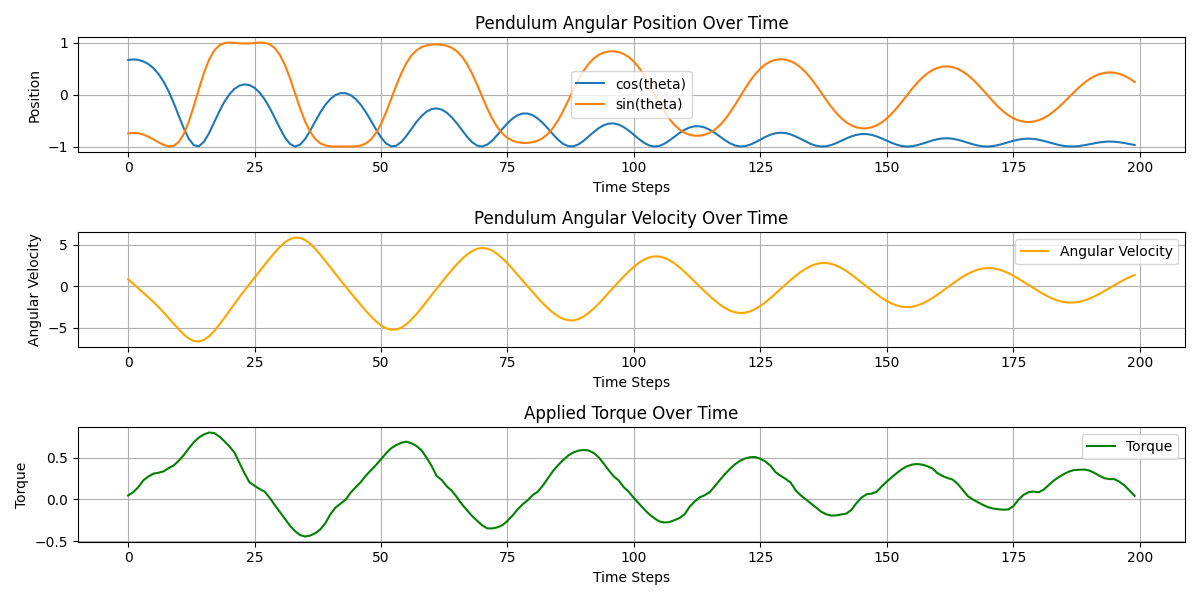 Pendulum Angular Position Over Time
1
0
−1
Position
cos(theta)
sin(theta)
0 25 50 75 100 125 150 175 200
Time Steps
Pendulum Angular Velocity Over Time
5
0
−5
Angular Velocity
Angular Velocity
0 25 50 75 100 125 150 175 200
Time Steps
Applied Torque Over Time
0.5
0.0
−0.5
Torque
Torque
0 25 50 75 100 125 150 175 200
Time Steps